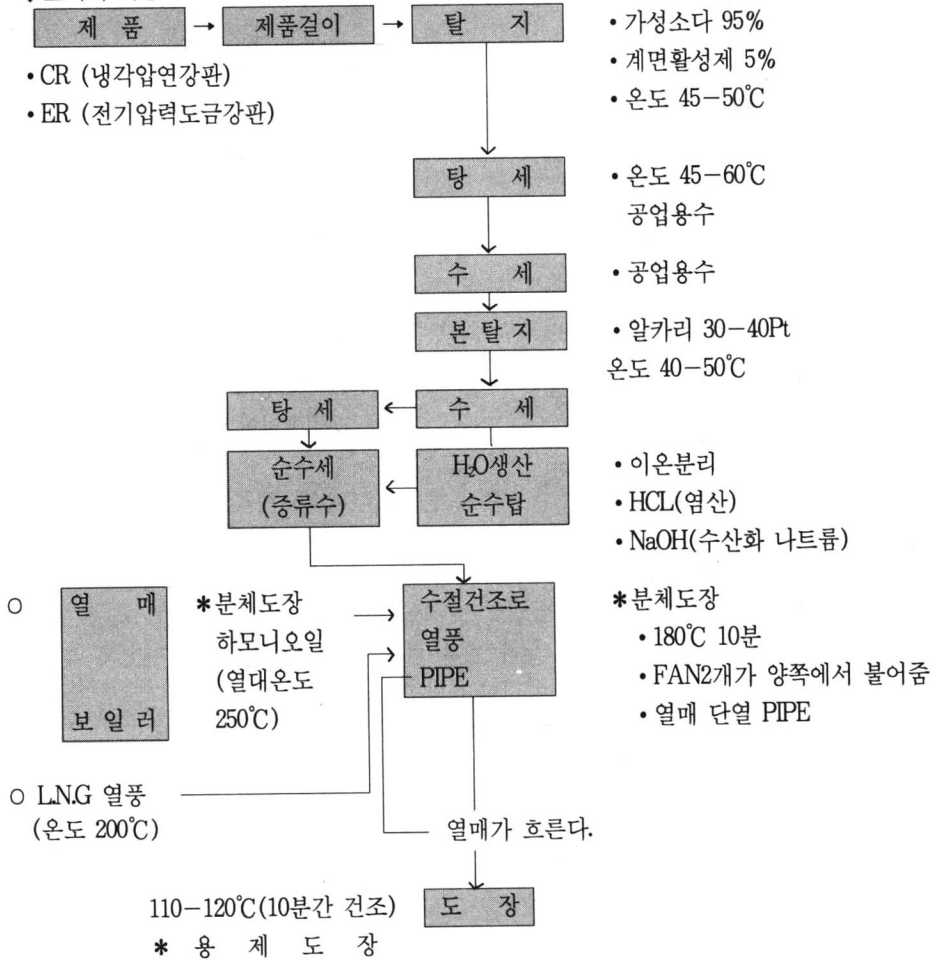 제 품 → 제품걸이 → 탈 지
• CR (냉각압연강판)
• ER (전기압력도금강판)
• 가성소다 95%
• 계면활성제 5%
• 온도 45-50℃
탕 세
• 온도 45-60℃
공업용수
수 세
• 공업용수
본 탈 지
• 알카리 30-40Pt
온도 40-50℃
탕 세 ← 수 세
순수세
(증류수)
H₂O생산
순수탑
• 이온분리
• HCL(염산)
• NaOH(수산화 나트륨)
○ 열 매
보 일 러
* 분체도장
하모니오일
(열대온도
250℃)
수절건조로
열풍
PIPE
* 분체도장
• 180℃ 10분
• FAN2개가 양쪽에서 불어줌
• 열매 단열 PIPE
○ L.N.G 열풍
(온도 200℃)
열매가 흐른다.
110-120℃(10분간 건조)
* 용 제 도 장
도 장